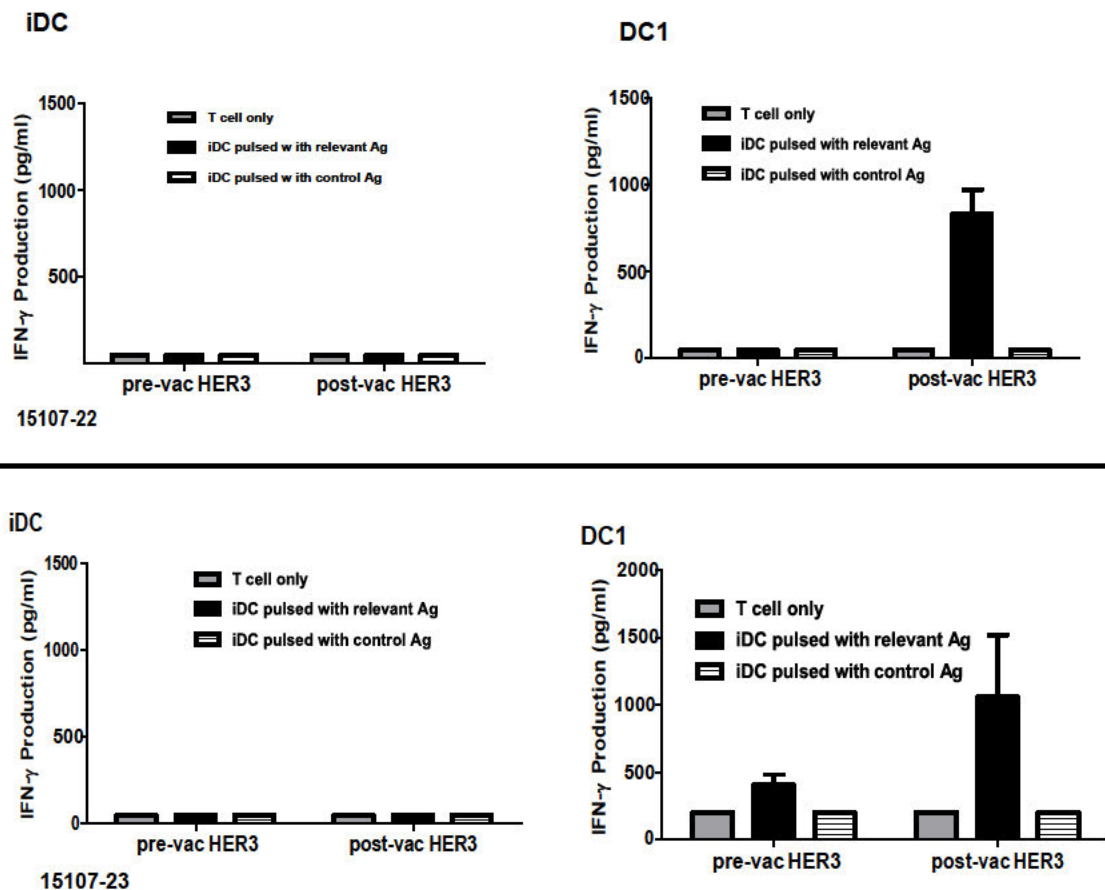 iDC
IFN-γ Production (pg/ml)
1500
1000
500
T cell only
iDC pulsed w ith relevant Ag
iDC pulsed w ith control Ag
pre-vac HER3
post-vac HER3
15107-22
DC1
IFN-γ Production (pg/ml)
1500
1000
500
0
T cell only
iDC pulsed with relevant Ag
iDC pulsed with control Ag
pre-vac HER3
post-vac HER3
iDC
IFN-γ Production (pg/ml)
1500
1000
500
0
T cell only
iDC pulsed with relevant Ag
iDC pulsed with control Ag
pre-vac HER3
post-vac HER3
15107-23
DC1
IFN-γ Production (pg/ml)
2000
1500
1000
500
0
T cell only
iDC pulsed with relevant Ag
iDC pulsed with control Ag
pre-vac HER3
post-vac HER3